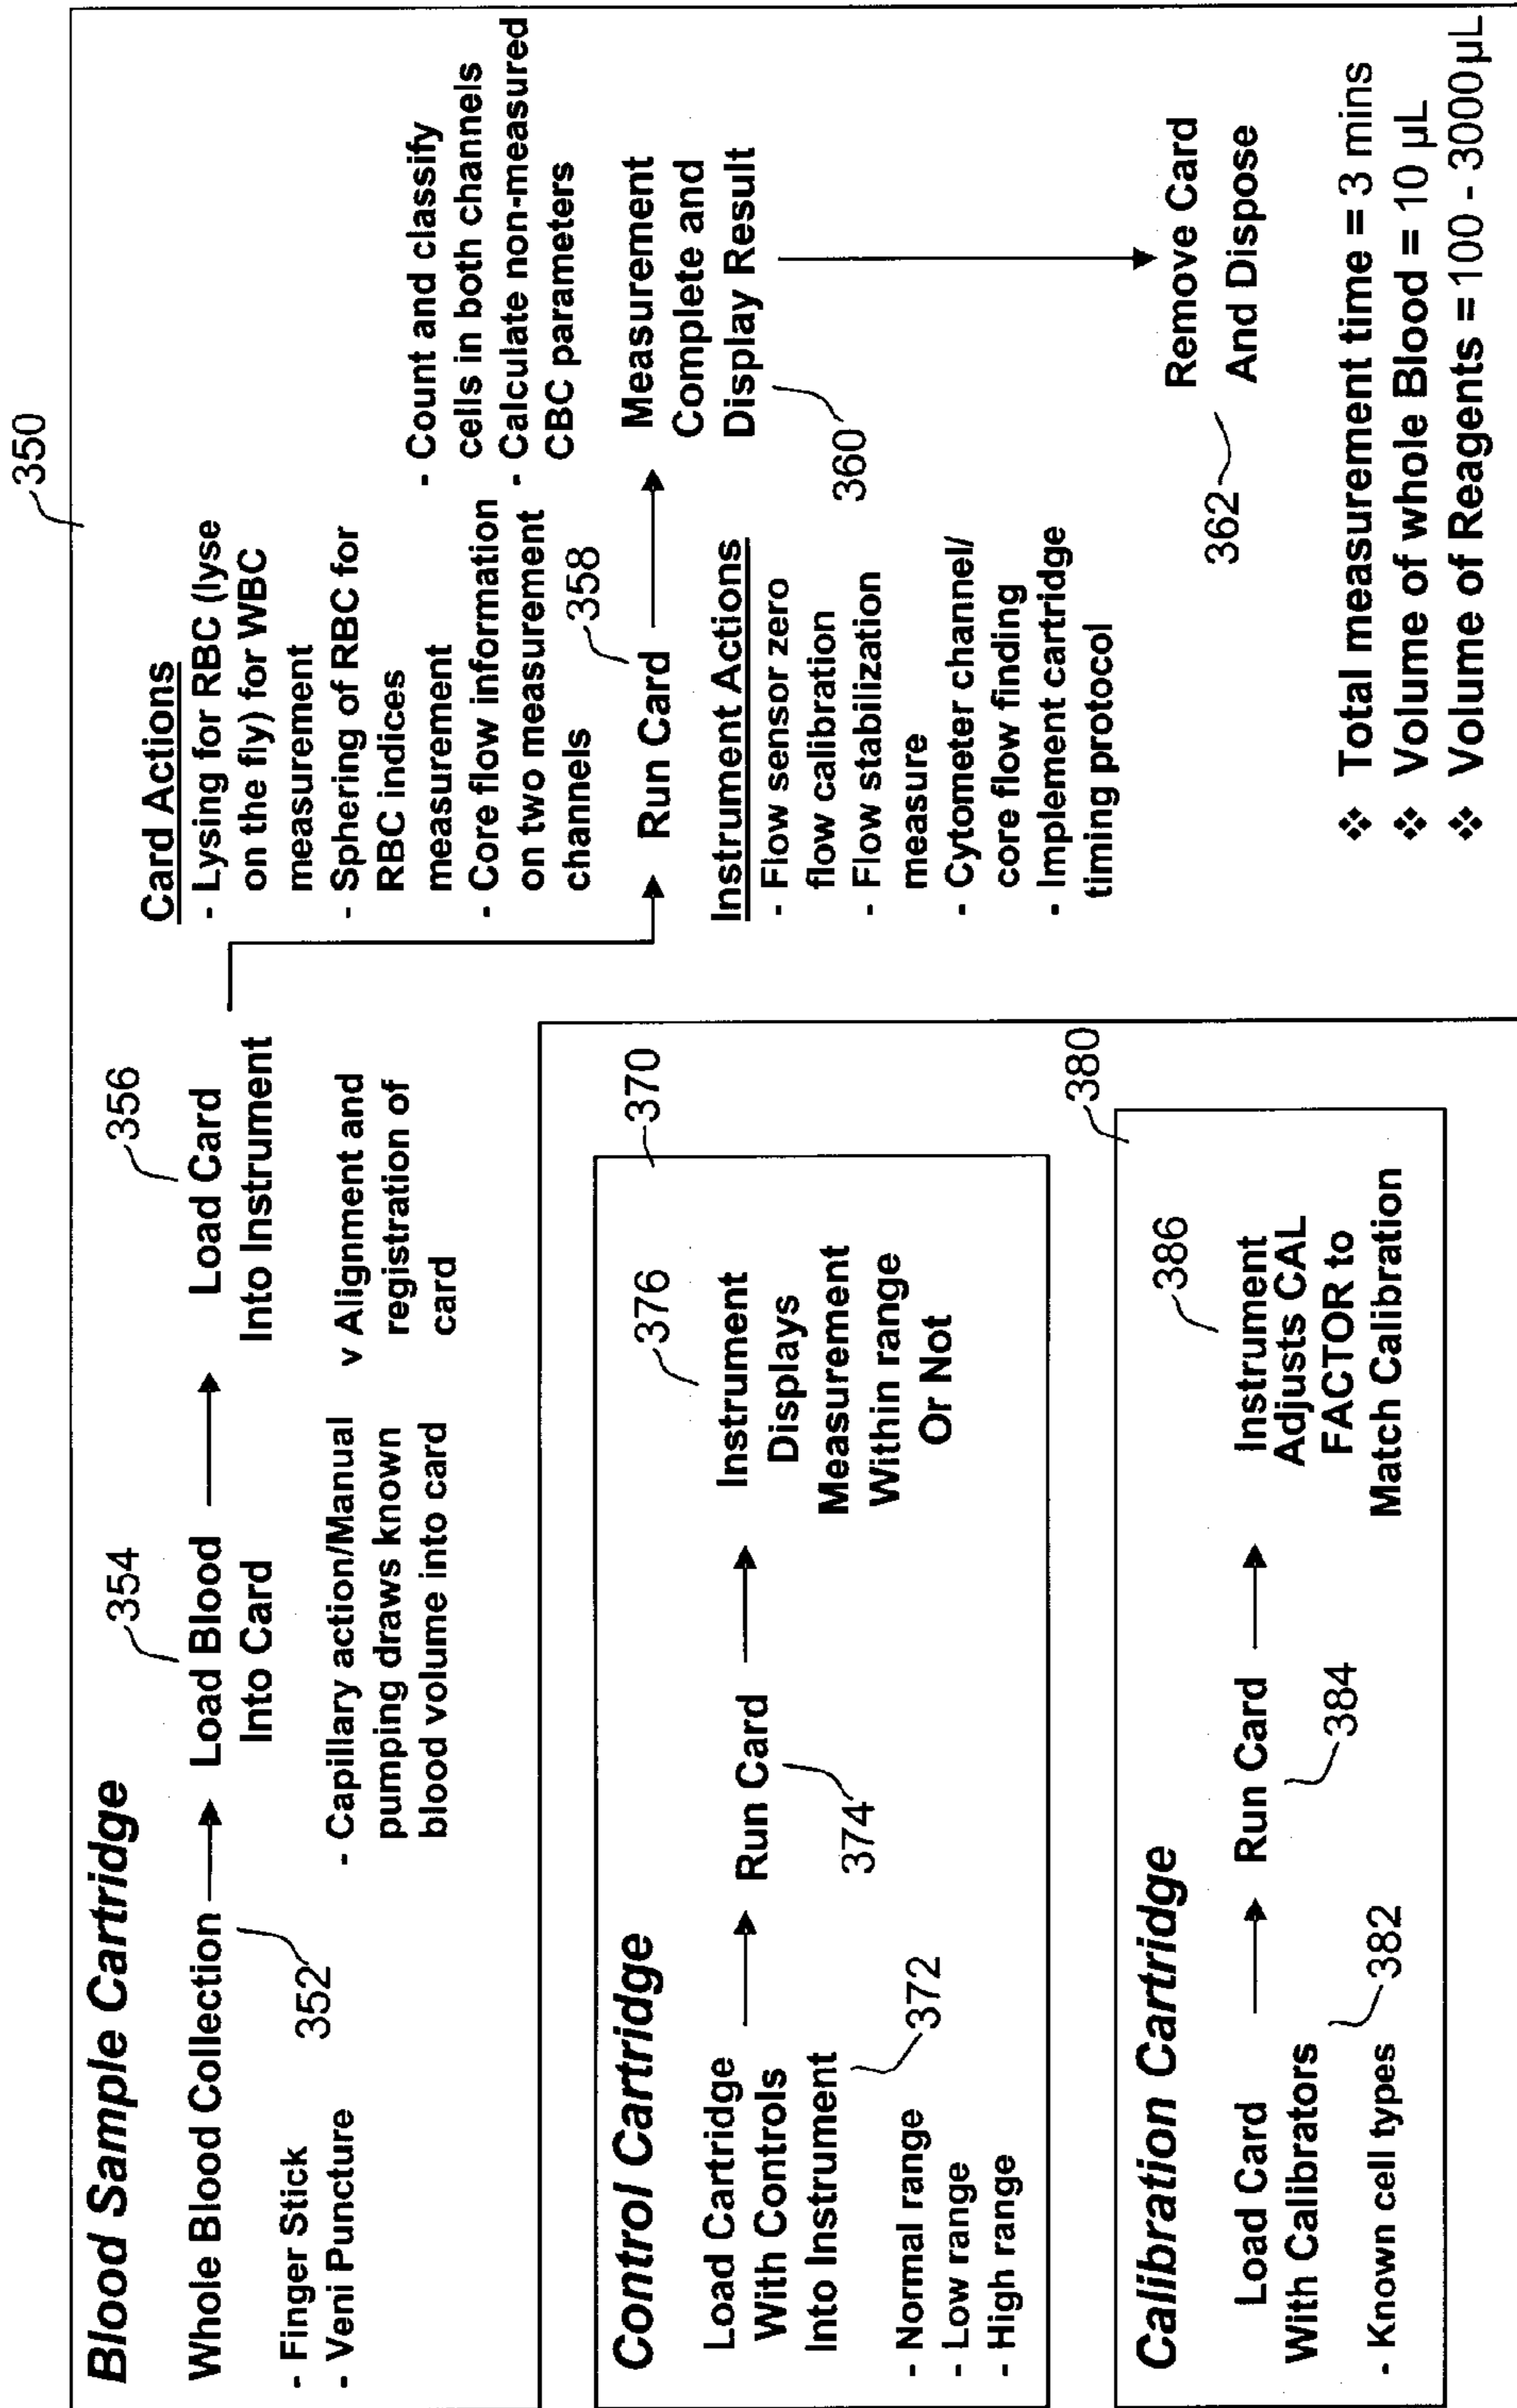 350
Blood Sample Cartridge
Whole Blood Collection
352
- Finger Stick
- Veni Puncture
354
Load Blood
Into Card
- Capillary action/Manual
pumping draws known
blood volume into card
356
Load Card
Into Instrument
v Alignment and
registration of
card
Card Actions
- Lysing for RBC (lyse
on the fly) for WBC
measurement
- Sphering of RBC for
RBC indices
measurement
- Core flow information
on two measurement
channels
358
Run Card
Instrument Actions
- Flow sensor zero
flow calibration
- Flow stabilization
measure
- Cytometer channel/
core flow finding
- Implement cartridge
timing protocol
- Count and classify
cells in both channels
- Calculate non-measured
CBC parameters
Measurement
Complete and
Display Result
360
Remove Card
And Dispose
362
❖ Total measurement time = 3 mins
❖ Volume of whole Blood = 10 µL
❖ Volume of Reagents = 100 - 3000µL
370
Control Cartridge
Load Cartridge
With Controls
Into Instrument
372
- Normal range
- Low range
- High range
Run Card
374
376
Instrument
Displays
Measurement
Within range
Or Not
380
Calibration Cartridge
Load Card
With Calibrators
382
- Known cell types
Run Card
384
386
Instrument
Adjusts CAL
FACTOR to
Match Calibration